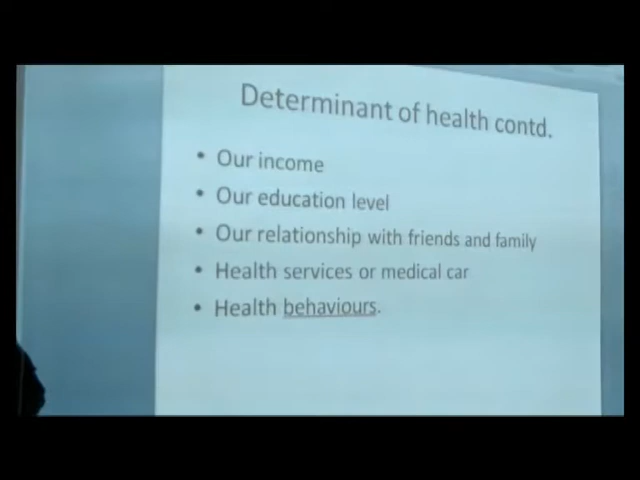 Determinant of health contd.
• Our income
• Our education level
• Our relationship with friends and family
• Health services or medical car
• Health behaviours.